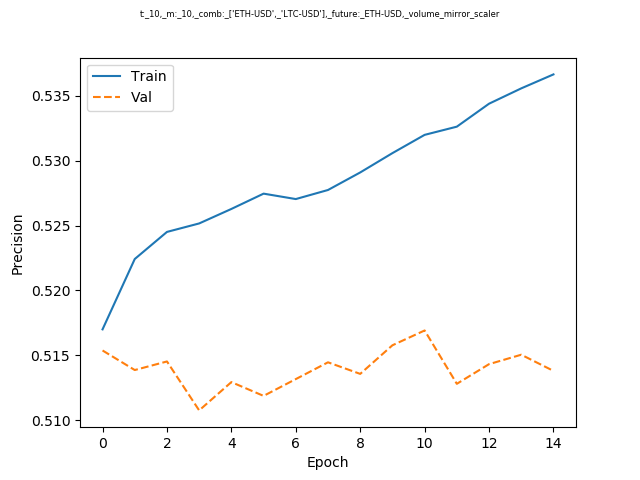 t:_10,_m:_10,_comb:_['ETH-USD',_'LTC-USD'],_future:_ETH-USD,_volume_mirror_scaler
Train
Val
0.535
0.530
0.525
0.520
0.515
0.510
Precision
0 2 4 6 8 10 12 14
Epoch